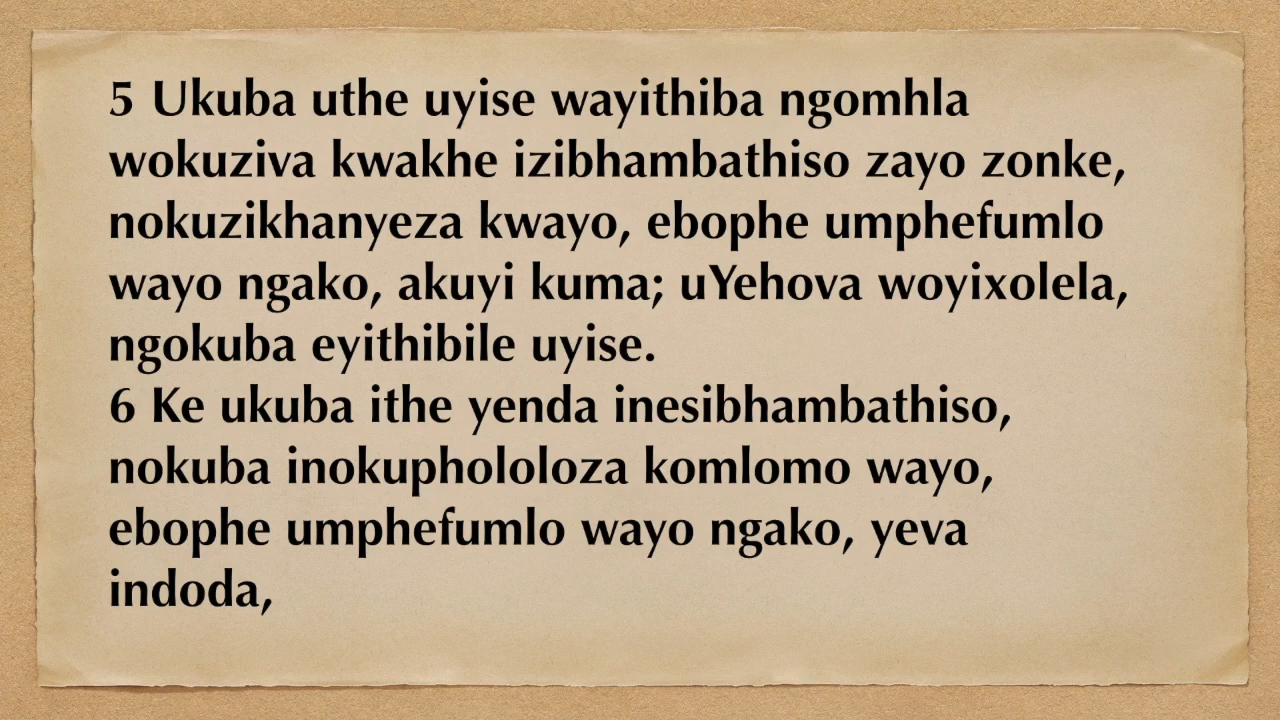 5 Ukuba uthe uyise wayithiba ngomhla
wokuziva kwakhe izibhambathiso zayo zonke,
nokuzikhanyeza kwayo, ebophe umphefumlo
wayo ngako, akuyi kuma; uYehova woyixolela,
ngokuba eyithibile uyise.
6 Ke ukuba ithe yenda inesibhambathiso,
nokuba inokuphololoza komlomo wayo,
ebophe umphefumlo wayo ngako, yeva
indoda,